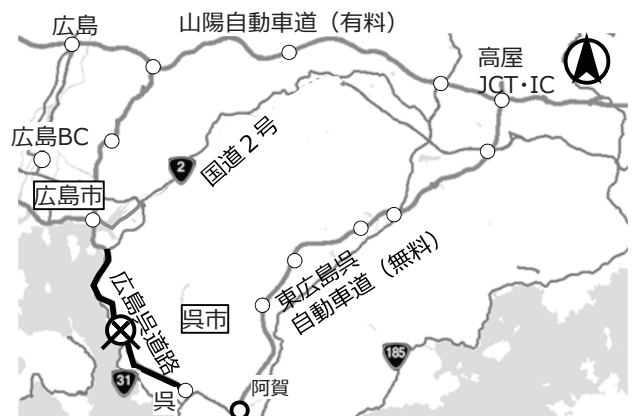 広島
山陽自動車道（有料）
高屋
JCT･IC
広島BC
2
国道２号
広島市
東広島呉
自動車道（無料）
広島呉道路
呉市
185
31
呉
阿賀